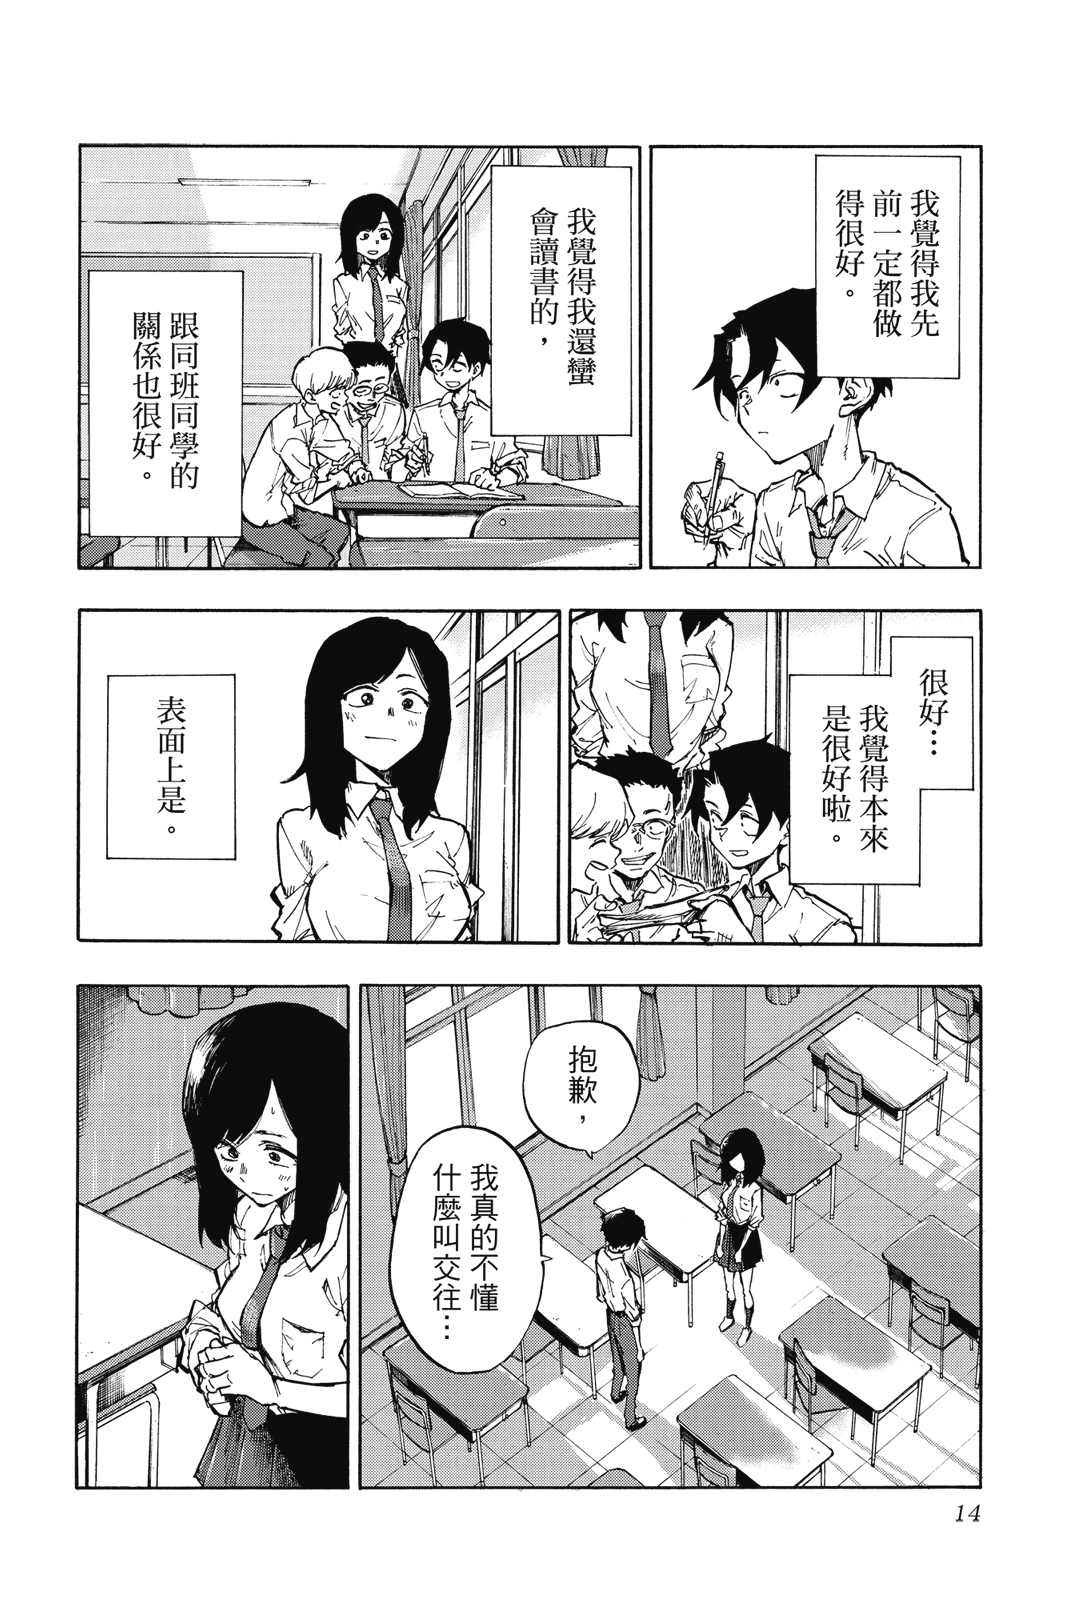 我覺得我先
前一定都做
得很好。
我覺得我還蠻
會讀書的，
跟同班同學的
關係也很好。
很好…
我覺得本來
是很好啦。
表面上是。
抱歉，
我真的不懂
什麼叫交往…
14